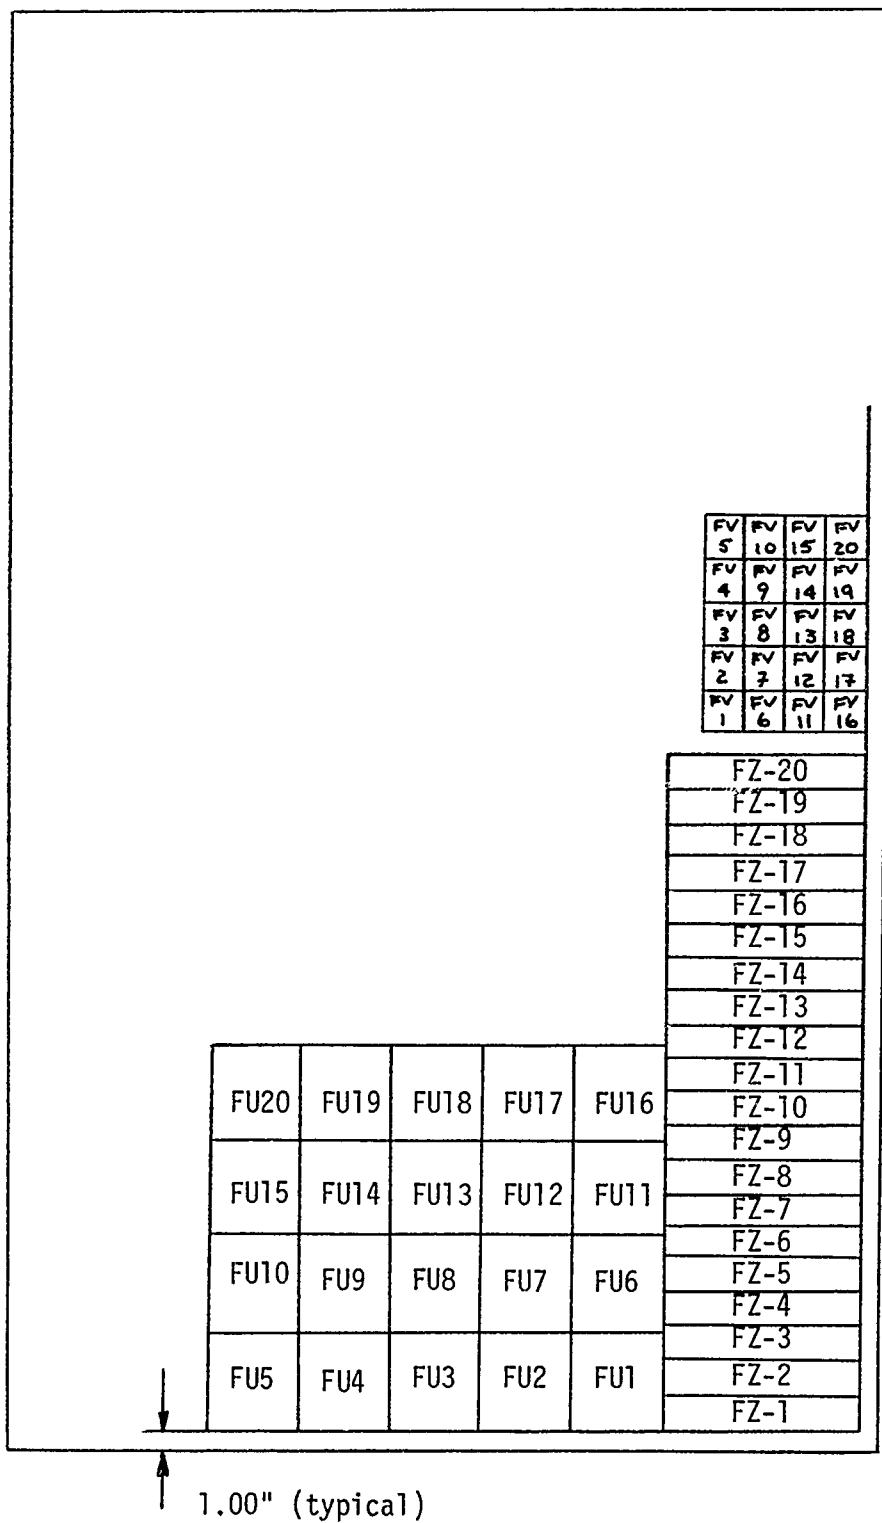 FV FV FV FV
5 10 15 20
FV FV FV FV
4 9 14 19
FV FV FV FV
3 8 13 18
FV FV FV FV
2 7 12 17
FV FV FV FV
1 6 11 16
FZ-20
FZ-19
FZ-18
FZ-17
FZ-16
FZ-15
FZ-14
FZ-13
FZ-12
FZ-11
FZ-10
FZ-9
FZ-8
FZ-7
FZ-6
FZ-5
FZ-4
FZ-3
FZ-2
FZ-1
FU20 FU19 FU18 FU17 FU16
FU15 FU14 FU13 FU12 FU11
FU10 FU9 FU8 FU7 FU6
FU5 FU4 FU3 FU2 FU1
1.00" (typical)